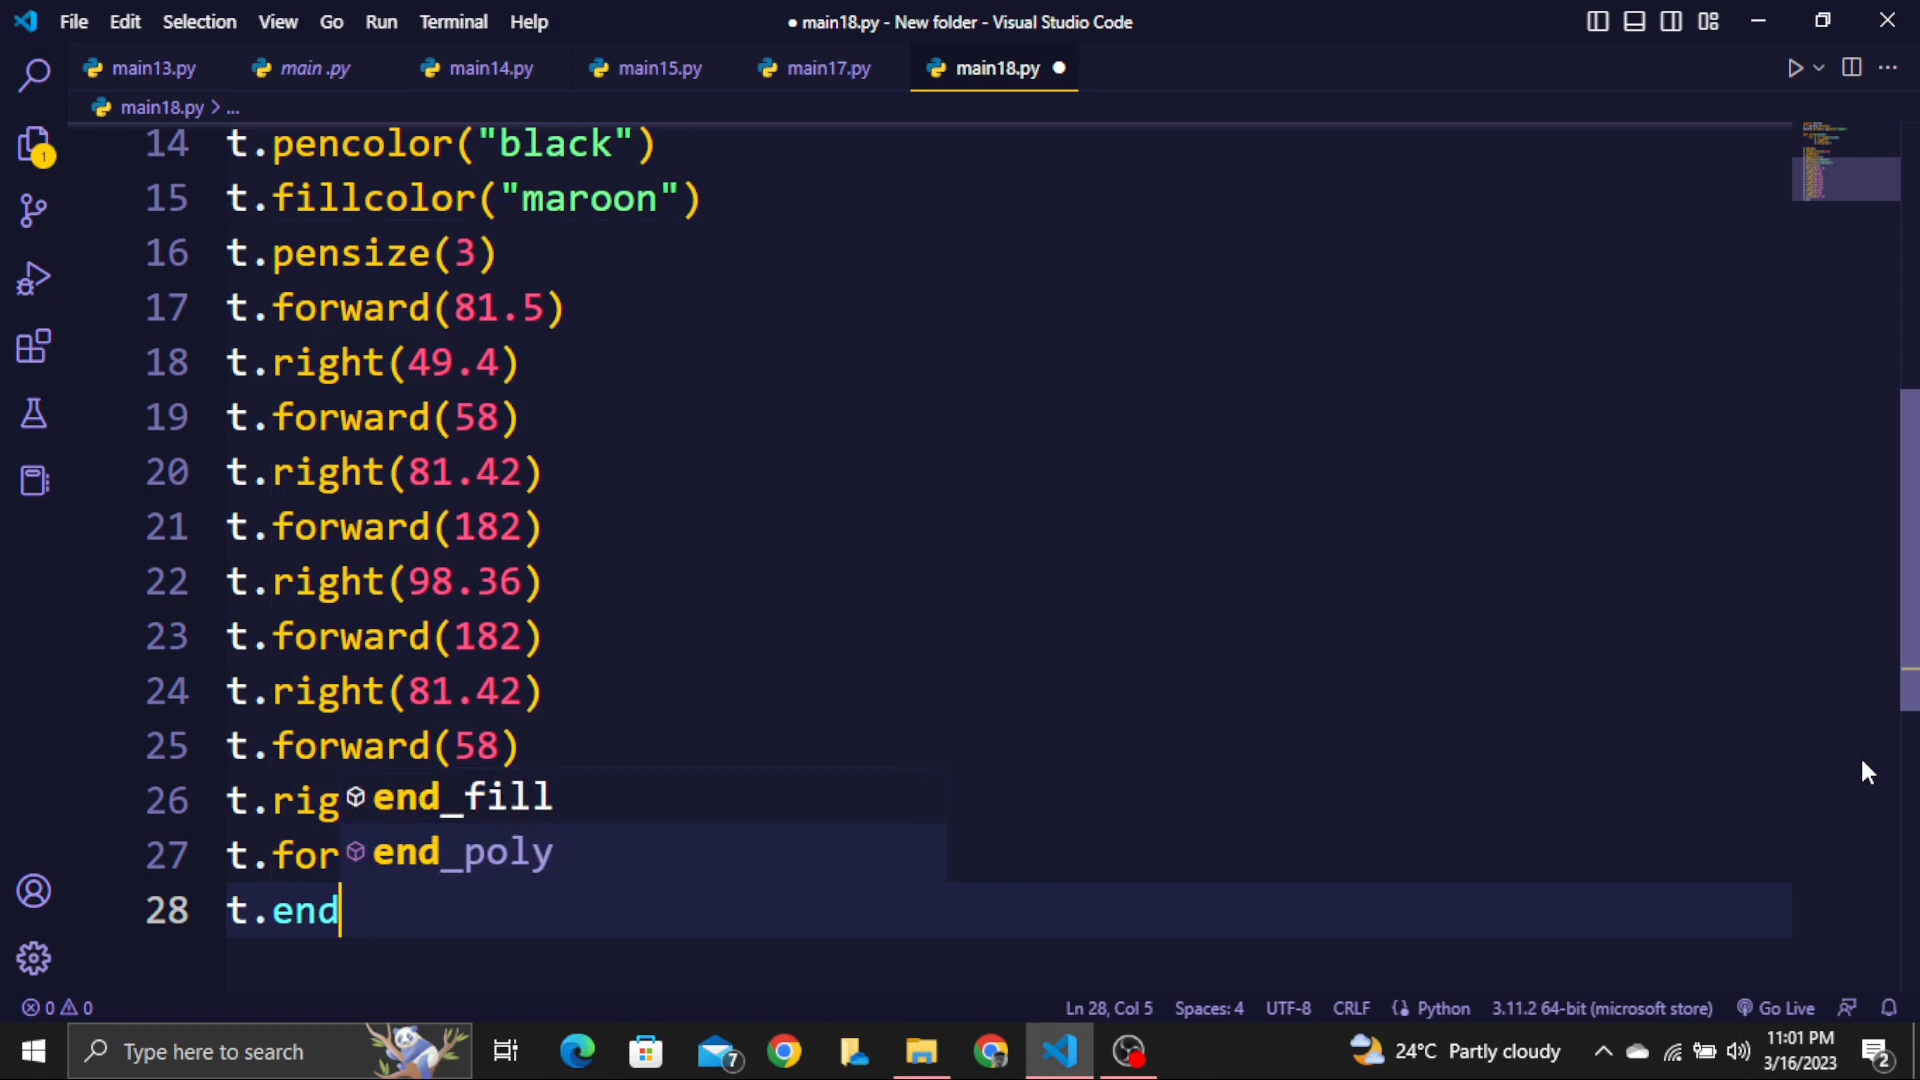 File Edit Selection View Go Run Terminal Help
● main18.py - New folder - Visual Studio Code
main13.py main .py main14.py main15.py main17.py main18.py ●
main18.py > ...
14 t.pencolor("black")
15 t.fillcolor("maroon")
16 t.pensize(3)
17 t.forward(81.5)
18 t.right(49.4)
19 t.forward(58)
20 t.right(81.42)
21 t.forward(182)
22 t.right(98.36)
23 t.forward(182)
24 t.right(81.42)
25 t.forward(58)
26 t.rig end_fill
27 t.for end_poly
28 t.end
1
0 0
Ln 28, Col 5 Spaces: 4 UTF-8 CRLF Python 3.11.2 64-bit (microsoft store) Go Live
Type here to search
7
24°C Partly cloudy
11:01 PM
3/16/2023
2